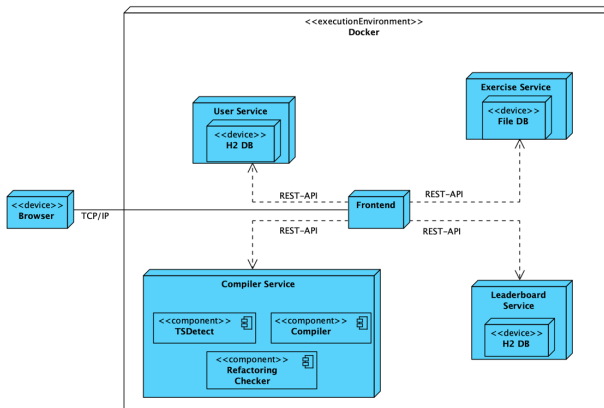 <<executionEnvironment>>
Docker
User Service
<<device>>
H2 DB
Exercise Service
<<device>>
File DB
REST-API
REST-API
<<device>>
Browser
TCP/IP
Frontend
REST-API
REST-API
Compiler Service
<<component>>
TSDetect
<<component>>
Compiler
<<component>>
Refactoring
Checker
Leaderboard
Service
<<device>>
H2 DB